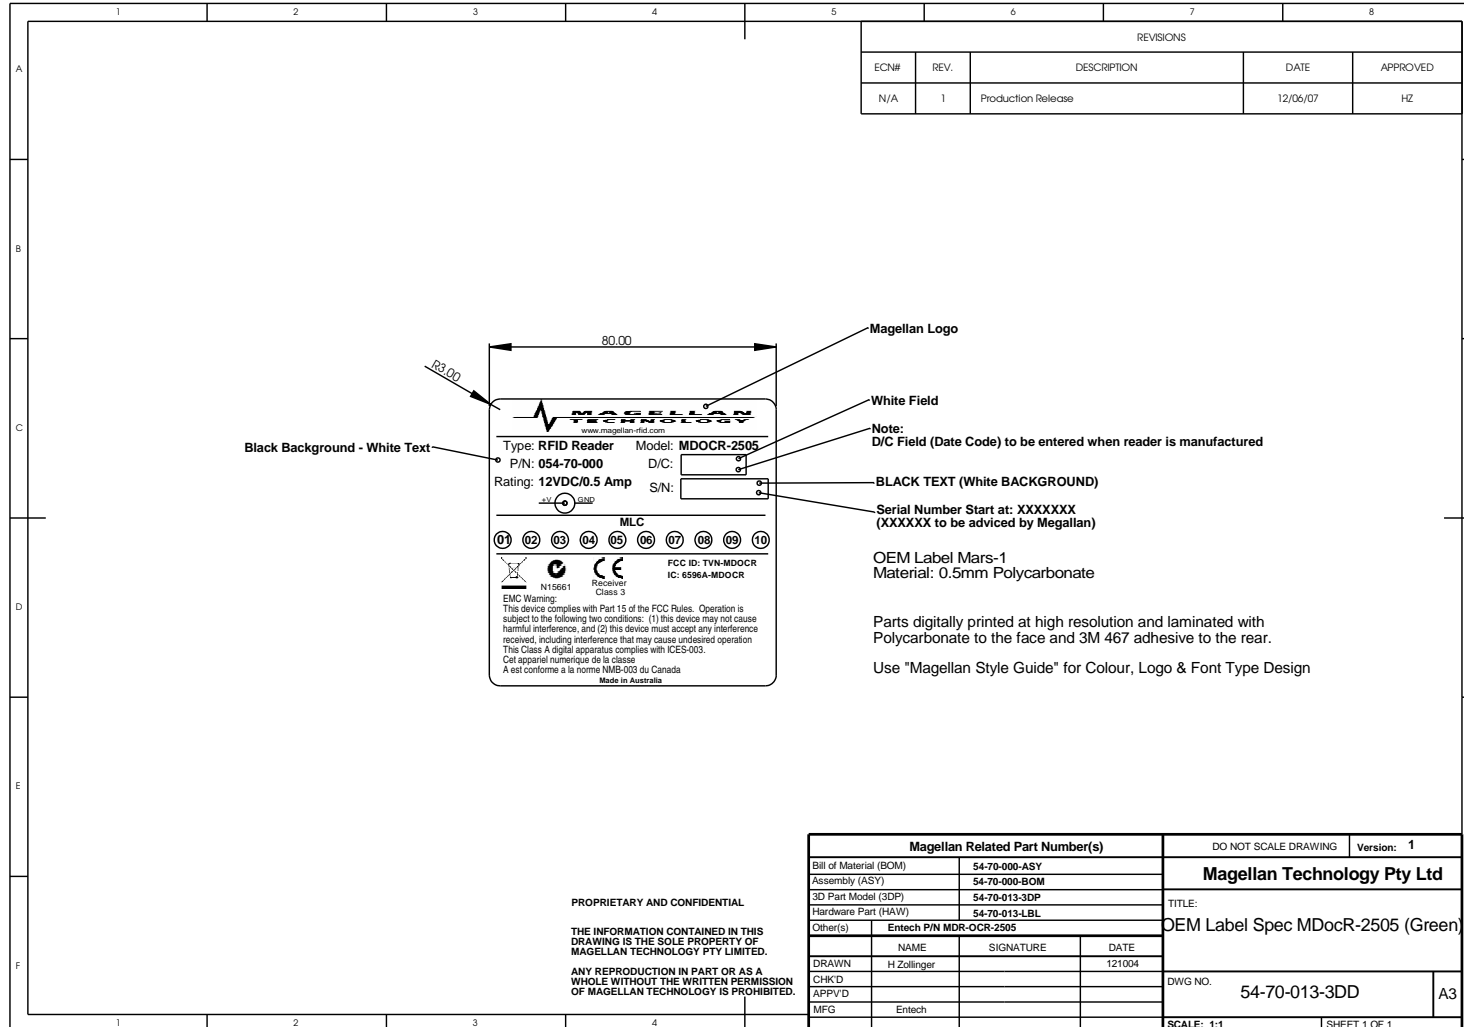 1 2 3 4 5 6 7 8
REVISIONS
ECN# REV. DESCRIPTION DATE APPROVED
N/A 1 Production Release 12/06/07 HZ
A
B
C
D
E
F
80.00
R3.00
Magellan Logo
White Field
Note:
D/C Field (Date Code) to be entered when reader is manufactured
Black Background - White Text
BLACK TEXT (White BACKGROUND)
Serial Number Start at: XXXXXXX
(XXXXXX to be adviced by Megallan)
MAGELLAN
TECHNOLOGY
www.magellan-rfid.com
Type: RFID Reader Model: MDOCR-2505
P/N: 054-70-000 D/C:
Rating: 12VDC/0.5 Amp S/N:
+V GND
MLC
01 02 03 04 05 06 07 08 09 10
FCC ID: TVN-MDOCR
IC: 6596A-MDOCR
N15661
CE
Receiver
Class 3
EMC Warning:
This device complies with Part 15 of the FCC Rules. Operation is
subject to the following two conditions: (1) this device may not cause
harmful interference, and (2) this device must accept any interference
received, including interference that may cause undesired operation
This Class A digital apparatus complies with ICES-003.
Cet appariel numerique de la classe
A est conforme a la norme NMB-003 du Canada
Made in Australia
OEM Label Mars-1
Material: 0.5mm Polycarbonate
Parts digitally printed at high resolution and laminated with
Polycarbonate to the face and 3M 467 adhesive to the rear.
Use "Magellan Style Guide" for Colour, Logo & Font Type Design
PROPRIETARY AND CONFIDENTIAL
THE INFORMATION CONTAINED IN THIS
DRAWING IS THE SOLE PROPERTY OF
MAGELLAN TECHNOLOGY PTY LIMITED.
ANY REPRODUCTION IN PART OR AS A
WHOLE WITHOUT THE WRITTEN PERMISSION
OF MAGELLAN TECHNOLOGY IS PROHIBITED.
Magellan Related Part Number(s)
Bill of Material (BOM) 54-70-000-ASY
Assembly (ASY) 54-70-000-BOM
3D Part Model (3DP) 54-70-013-3DP
Hardware Part (HAW) 54-70-013-LBL
Other(s) Entech P/N MDR-OCR-2505
NAME SIGNATURE DATE
DRAWN H Zollinger 121004
CHK'D
APPV'D
MFG Entech
DO NOT SCALE DRAWING Version: 1
Magellan Technology Pty Ltd
TITLE:
OEM Label Spec MDocR-2505 (Green)
DWG NO.
54-70-013-3DD A3
SCALE: 1:1 SHEET 1 OF 1
1 2 3 4